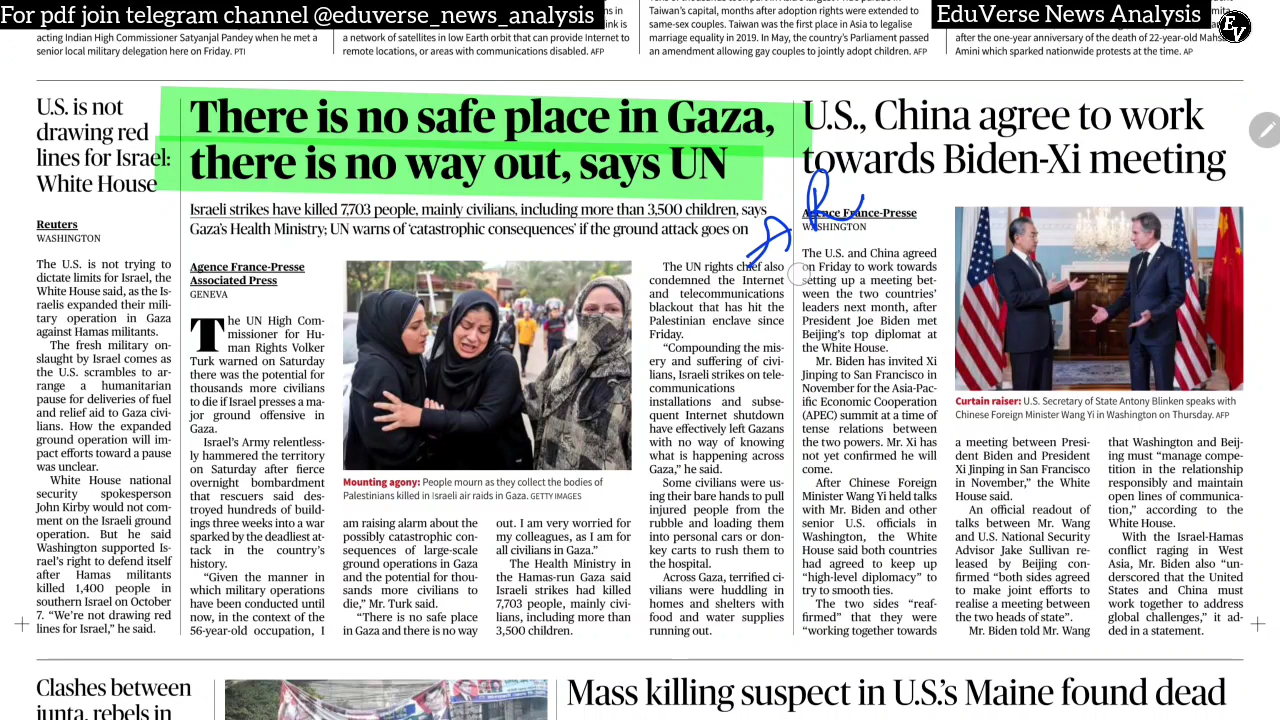 For pdf join telegram channel @eduverse_news_analysis
EduVerse News Analysis
EV
acting Indian High Commissioner Satyanjal Pandey when he met
senior local military delegation here on Friday. PTI
a network of satellites in low Earth orbit that can provide Internet to
remote locations, or areas with communications disabled. AFP
Taiwan's capital, months after adoption rights were extended to
same-sex couples. Taiwan was the first place in Asia to legalise
marriage equality in 2019. In May, the country's Parliament passed
an amendment allowing gay couples to jointly adopt children. AFP
after the one-year anniversary of the death of 22-year-old Mahsa
Amini which sparked nationwide protests at the time. AP
U.S. is not
drawing red
lines for Israel:
White House
Reuters
WASHINGTON
The U.S. is not trying to
dictate limits for Israel, the
White House said, as the Is-
raelis expanded their mili-
tary operation in Gaza
against Hamas militants.
The fresh military on-
slaught by Israel comes as
the U.S. scrambles to ar-
range a humanitarian
pause for deliveries of fuel
and relief aid to Gaza civi-
lians. How the expanded
ground operation will im-
pact efforts toward a pause
was unclear.
White House national
security spokesperson
John Kirby would not com-
ment on the Israeli ground
operation. But he said
Washington supported Is-
rael's right to defend itself
after Hamas militants
killed 1,400 people in
southern Israel on October
7. "We're not drawing red
lines for Israel," he said.
There is no safe place in Gaza,
there is no way out, says UN
Israeli strikes have killed 7,703 people, mainly civilians, including more than 3,500 children, says
Gaza's Health Ministry; UN warns of 'catastrophic consequences' if the ground attack goes on
Agence France-Presse
Associated Press
GENEVA
The UN High Com-
missioner for Hu-
man Rights Volker
Turk warned on Saturday
there was the potential for
thousands more civilians
to die if Israel presses a ma-
jor ground offensive in
Gaza.
Israel's Army relentless-
ly hammered the territory
on Saturday after fierce
overnight bombardment
that rescuers said des-
troyed hundreds of build-
ings three weeks into a war
sparked by the deadliest at-
tack in the country's
history.
"Given the manner in
which military operations
have been conducted until
now, in the context of the
56-year-old occupation, I
Mounting agony: People mourn as they collect the bodies of
Palestinians killed in Israeli air raids in Gaza. GETTY IMAGES
am raising alarm about the
possibly catastrophic con-
sequences of large-scale
ground operations in Gaza
and the potential for thou-
sands more civilians to
die," Mr. Turk said.
"There is no safe place
in Gaza and there is no way
out. I am very worried for
my colleagues, as I am for
all civilians in Gaza."
The Health Ministry in
the Hamas-run Gaza said
Israeli strikes had killed
7,703 people, mainly civi-
lians, including more than
3,500 children.
The UN rights chief also
condemned the Internet
and telecommunications
blackout that has hit the
Palestinian enclave since
Friday.
"Compounding the mis-
ery and suffering of civi-
lians, Israeli strikes on tele-
communications
installations and subse-
quent Internet shutdown
have effectively left Gazans
with no way of knowing
what is happening across
Gaza," he said.
Some civilians were us-
ing their bare hands to pull
injured people from the
rubble and loading them
into personal cars or don-
key carts to rush them to
the hospital.
Across Gaza, terrified ci-
vilians were huddling in
homes and shelters with
food and water supplies
running out.
AR
U.S., China agree to work
towards Biden-Xi meeting
Agence France-Presse
WASHINGTON
The U.S. and China agreed
on Friday to work towards
setting up a meeting bet-
ween the two countries'
leaders next month, after
President Joe Biden met
Beijing's top diplomat at
the White House.
Mr. Biden has invited Xi
Jinping to San Francisco in
November for the Asia-Pac-
ific Economic Cooperation
(APEC) summit at a time of
tense relations between
the two powers. Mr. Xi has
not yet confirmed he will
come.
After Chinese Foreign
Minister Wang Yi held talks
with Mr. Biden and other
senior U.S. officials in
Washington, the White
House said both countries
had agreed to keep up
"high-level diplomacy" to
try to smooth ties.
The two sides "reaf-
firmed" that they were
"working together towards
Curtain raiser: U.S. Secretary of State Antony Blinken speaks with
Chinese Foreign Minister Wang Yi in Washington on Thursday. AFP
a meeting between Presi-
dent Biden and President
Xi Jinping in San Francisco
in November," the White
House said.
An official readout of
talks between Mr. Wang
and U.S. National Security
Advisor Jake Sullivan re-
leased by Beijing con-
firmed "both sides agreed
to make joint efforts to
realise a meeting between
the two heads of state".
Mr. Biden told Mr. Wang
that Washington and Beij-
ing must "manage compe-
tition in the relationship
responsibly and maintain
open lines of communica-
tion," according to the
White House.
With the Israel-Hamas
conflict raging in West
Asia, Mr. Biden also "un-
derscored that the United
States and China must
work together to address
global challenges," it ad-
ded in a statement.
Clashes between
junta, rebels in
Mass killing suspect in U.S.'s Maine found dead